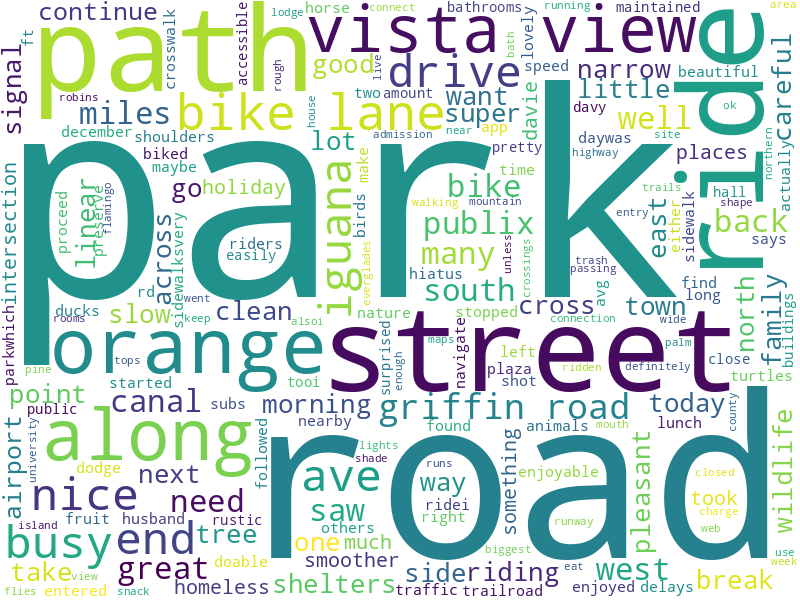 continue
path
ft
crosswalk
accessible
lodge
horse
bathrooms
connect
running
maintained
area
vista view
good
drive
speed
lovely
narrow
beautiful
ride
signal
robins
miles
bike lane
two
amount
want
super
davie
little
live
rough
december
shoulders
biked
maybe
house
admission
near
bath
app
pretty
davy
well
ok
careful
daywas
site
highway
places
northern
actually
intersection
parkwhich
proceed
preserve
linear
flamingo
go
holiday
lot
iguana
birds
make
walking
time
mountain
trails
entry
shape
hall
bike
park
across
sidewalksvery
riders
easily
everglades
publix
many
hiatus
unless
crossings
trash
passing
east
either
sidewalk
back
says
ducks
rd
slow
went
keep
clean
alsoi
nature
south
stopped
avg
cross
town
find
long
north
family
buildings
rooms
tops
started
canal
orange
subs
surprised
enough
maps
navigate
street
left
plaza
shot
connection
wide
ridden
palm
definitely
close
turtles
pine
point
public
university
along
morning
nearby
griffin road
today
lunch
county
airport
dodge
next
followed
lights
shade
found
animals
mouth
wildlife
nice
fruit
husband
need
rustic
saw
ave
others
runs
way
ridei
right
something
enjoyable
pleasant
closed
took
charge
web
island
busy
end
tree
doable
one
much
smoother
biggest
runway
road
use
week
take
view
flies
entered
snack
great
homeless
shelters
side
riding
traffic
trailroad
eat
enjoyed
west
delays
break